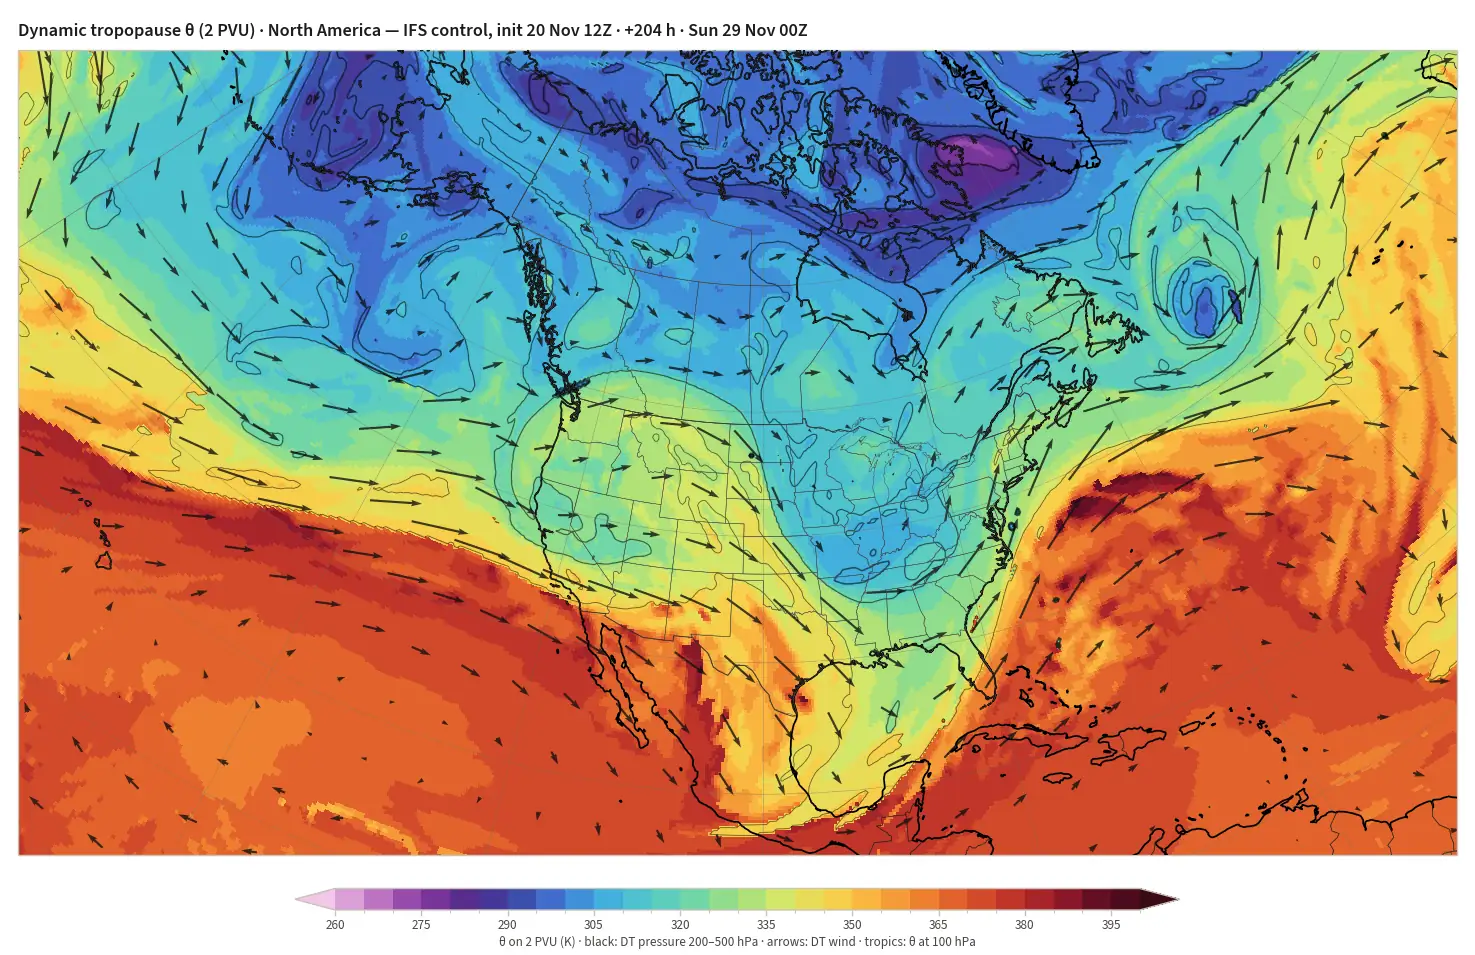 Dynamic tropopause θ (2 PVU) · North America — IFS control, init 20 Nov 12Z · +204 h · Sun 29 Nov 00Z
260 275 290 305 320 335 350 365 380 395
θ on 2 PVU (K) · black: DT pressure 200–500 hPa · arrows: DT wind · tropics: θ at 100 hPa